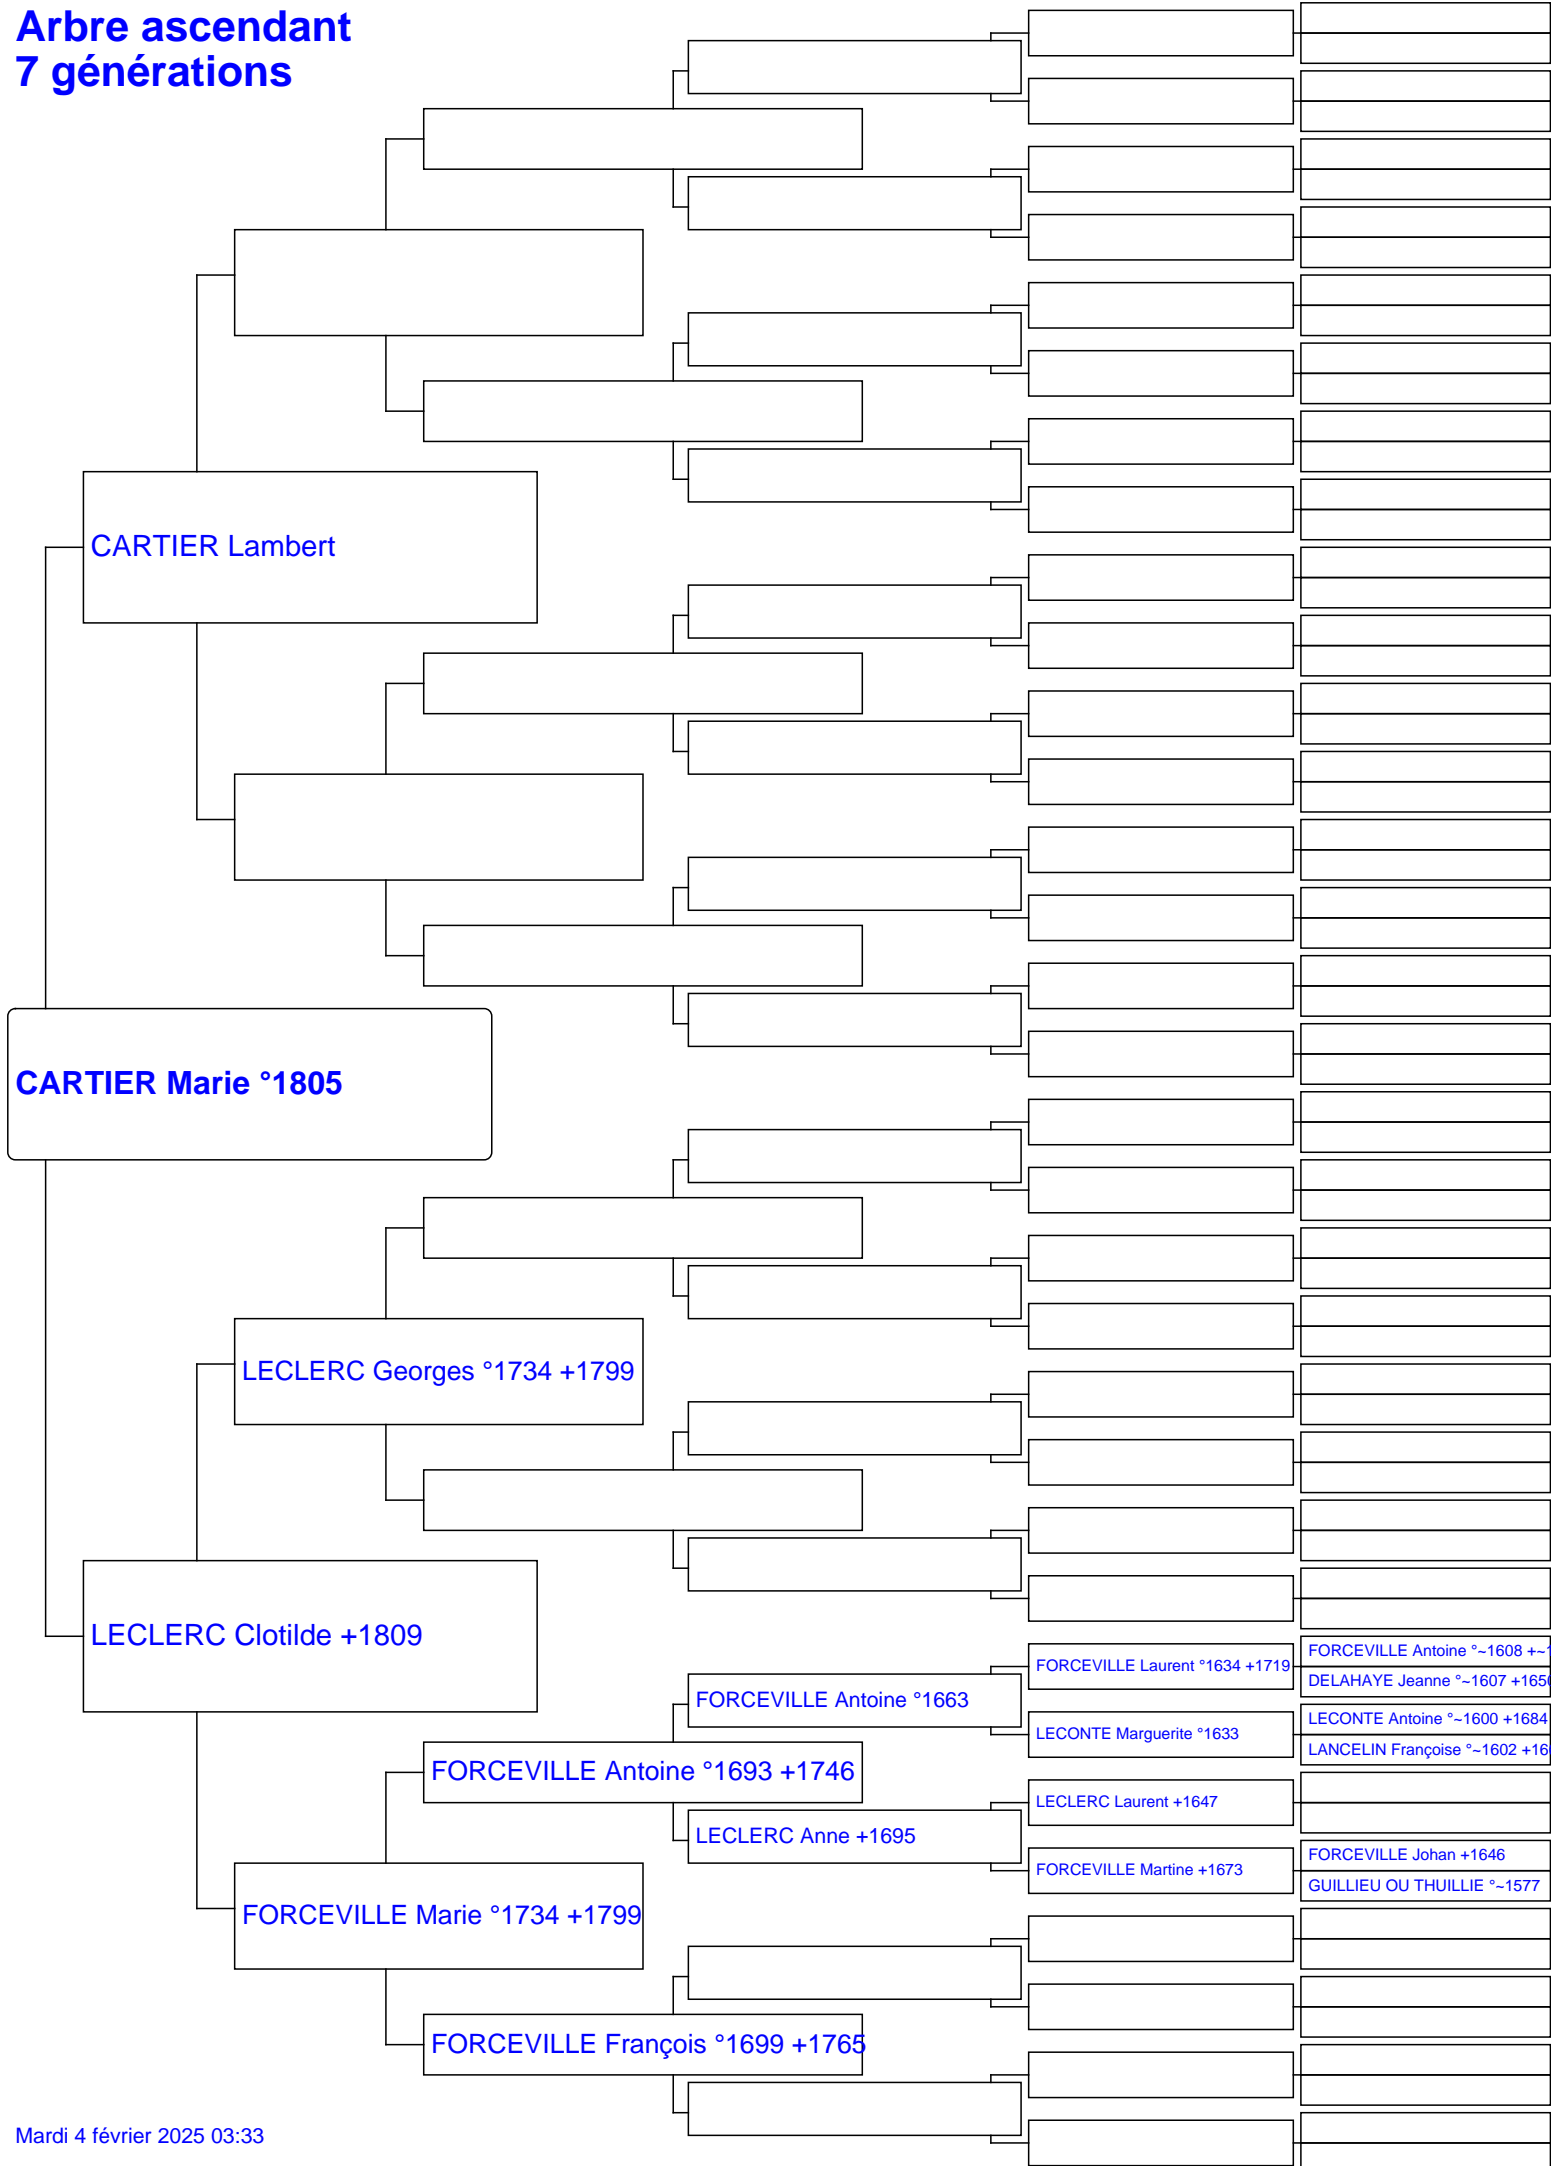 Arbre ascendant
7 générations
CARTIER Lambert
CARTIER Marie °1805
LECLERC Georges °1734 +1799
LECLERC Clotilde +1809
FORCEVILLE Laurent °1634 +1719
FORCEVILLE Antoine °~1608 +~1
DELAHAYE Jeanne °~1607 +1650
FORCEVILLE Antoine °1663
LECONTE Marguerite °1633
LECONTE Antoine °~1600 +1684
LANCELIN Françoise °~1602
FORCEVILLE Antoine °1693 +1746
LECLERC Laurent +1647
LECLERC Anne +1695
FORCEVILLE Martine +1673
FORCEVILLE Johan +1646
GUILLIEU OU THUILLIE °~1577
FORCEVILLE Marie °1734 +1799
FORCEVILLE François °1699 +1765
Mardi 4 février 2025 03:33